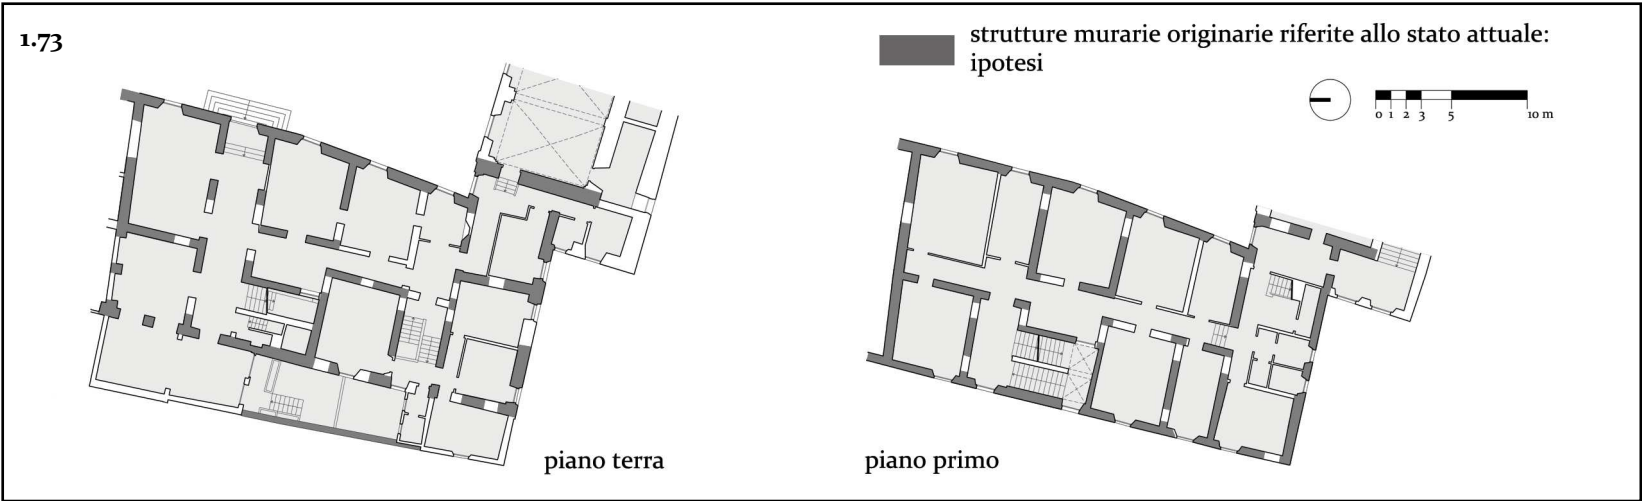 1.73
strutture murarie originarie riferite allo stato attuale:
ipotesi
0 1 2 3 5 10 m
piano terra
piano primo